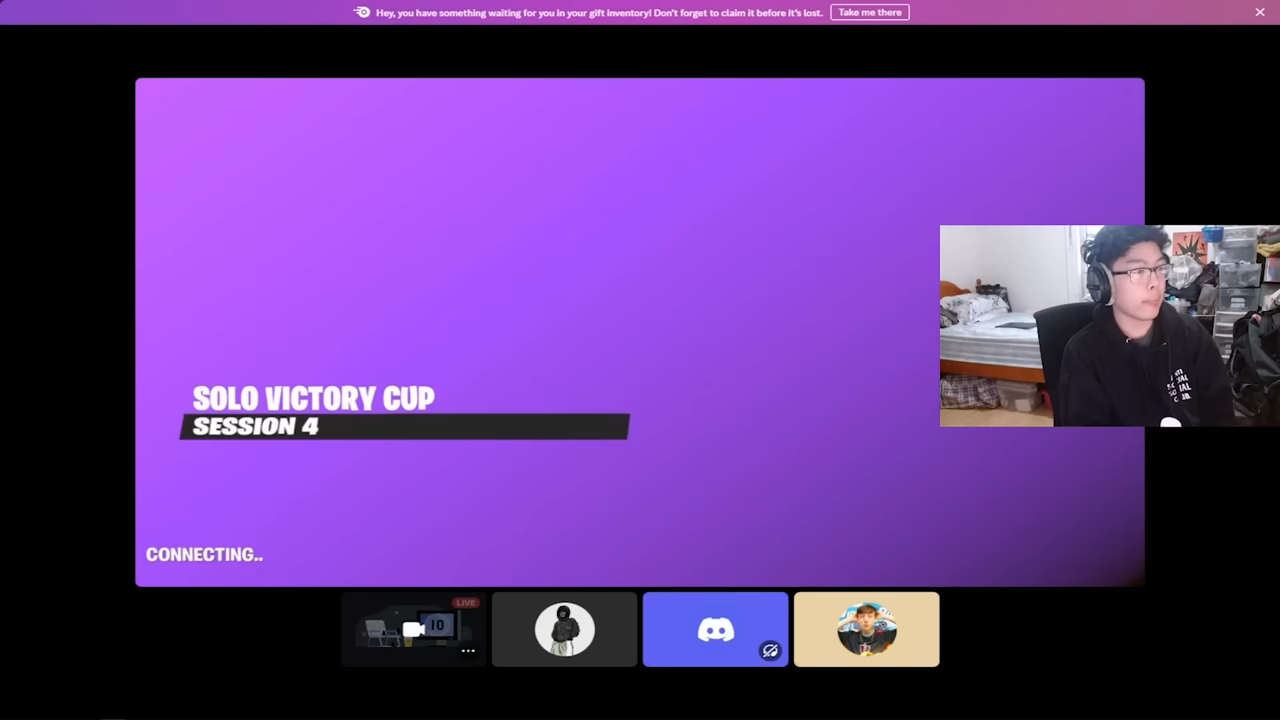 Hey, you have something waiting for you in your gift inventory! Don't forget to claim it before it's lost.
Take me there
SOLO VICTORY CUP
SESSION 4
CONNECTING..
LIVE
10